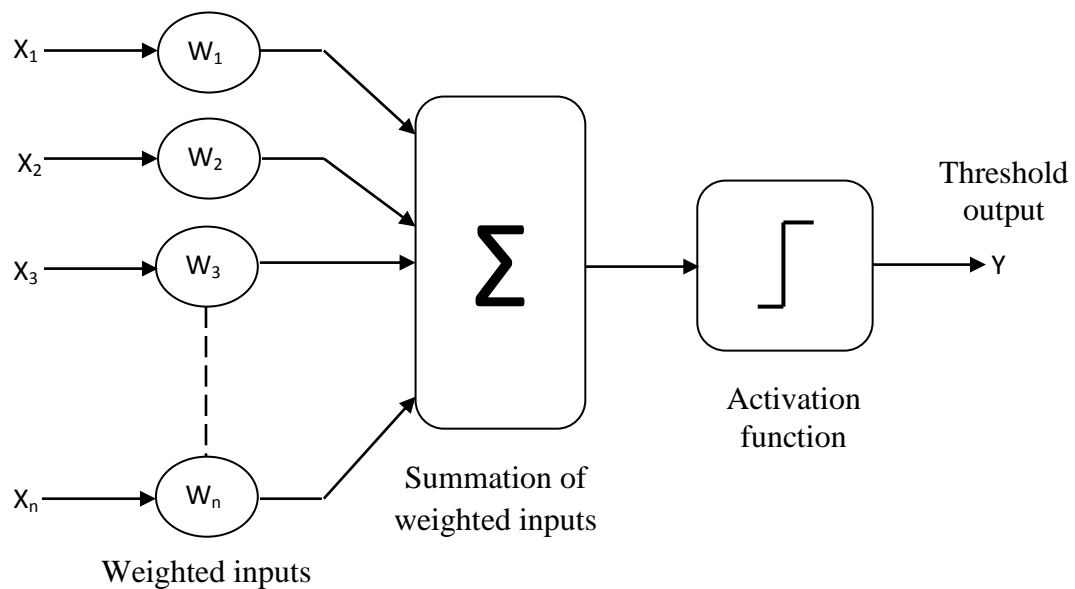 X₁
W₁
X₂
W₂
X₃
W₃
Xₙ
Wₙ
Weighted inputs
Σ
Summation of
weighted inputs
Activation
function
Threshold
output
Y